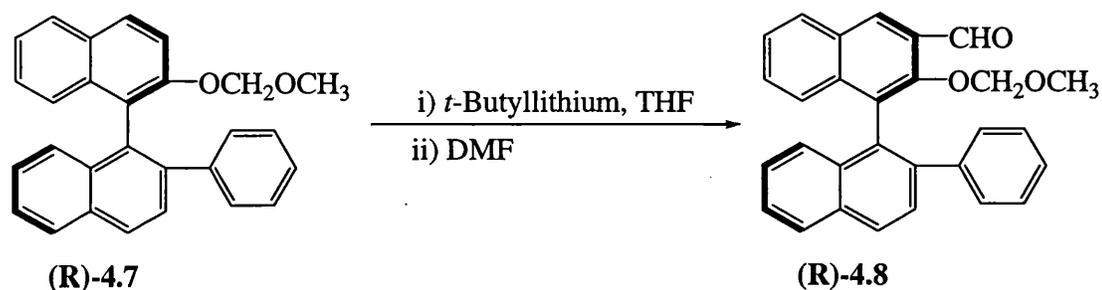 CHO
OCH2OCH3
OCH2OCH3
i) t-Butyllithium, THF
ii) DMF
(R)-4.7
(R)-4.8